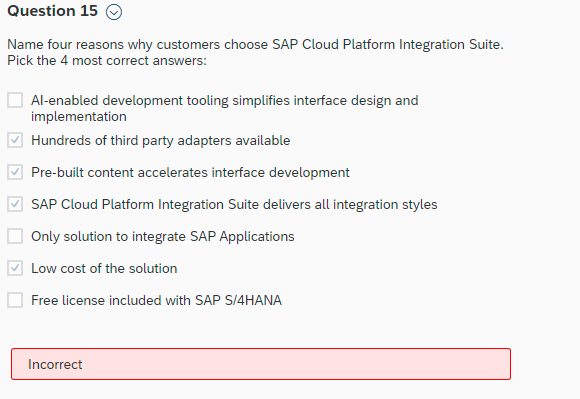 Question 15
Name four reasons why customers choose SAP Cloud Platform Integration Suite.
Pick the 4 most correct answers:
AI-enabled development tooling simplifies interface design and
implementation
Hundreds of third party adapters available
Pre-built content accelerates interface development
SAP Cloud Platform Integration Suite delivers all integration styles
Only solution to integrate SAP Applications
Low cost of the solution
Free license included with SAP S/4HANA
Incorrect